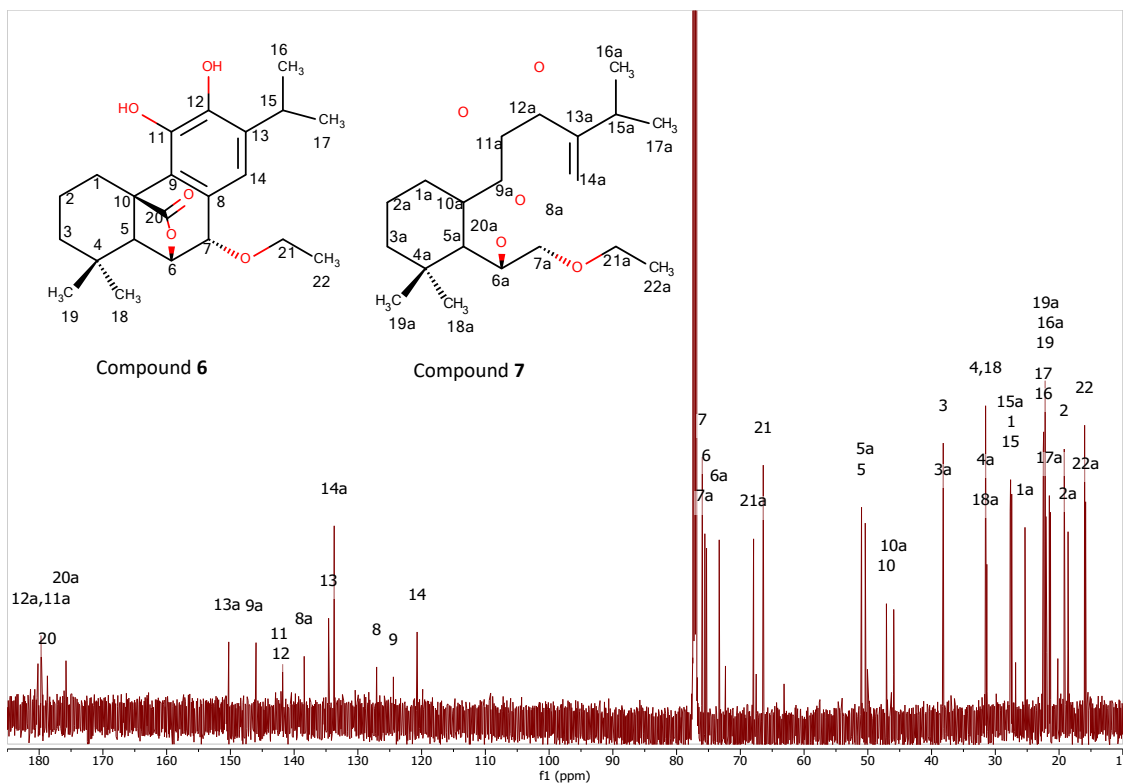 16
CH3
OH
HO
12
15
11
13
CH3
17
1
9
14
2
10
O
8
20
3
5
O
4
7
21
6
O
CH3
22
H3C
CH3
19
18
Compound 6
16a
O
CH3
O
12a
13a
15a
CH3
11a
17a
1a
9a
14a
2a
10a
O
8a
20a
3a
5a
O
4a
7a
21a
6a
O
CH3
22a
H3C
CH3
19a
18a
Compound 7
20a
12a,11a
20
13a
9a
11
12
8a
14a
13
8
9
14
7
6
7a
6a
21
21a
5a
5
10a
10
3
3a
4,18
4a
18a
15a
1
15
1a
19a
16a
19
17
16
17a
2
2a
22
22a
180 170 160 150 140 130 120 110 100 90 80 70 60 50 40 30 20 1
f1 (ppm)